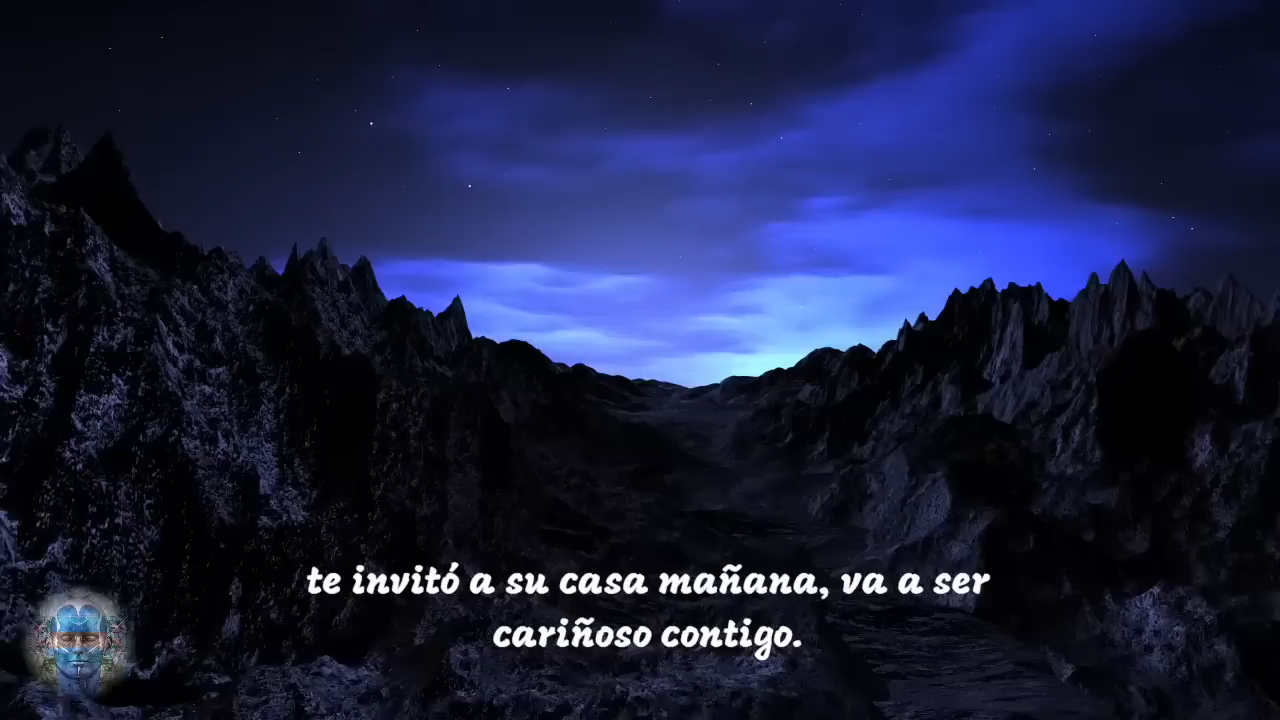 te invitó a su casa mañana, va a ser
cariñoso contigo.